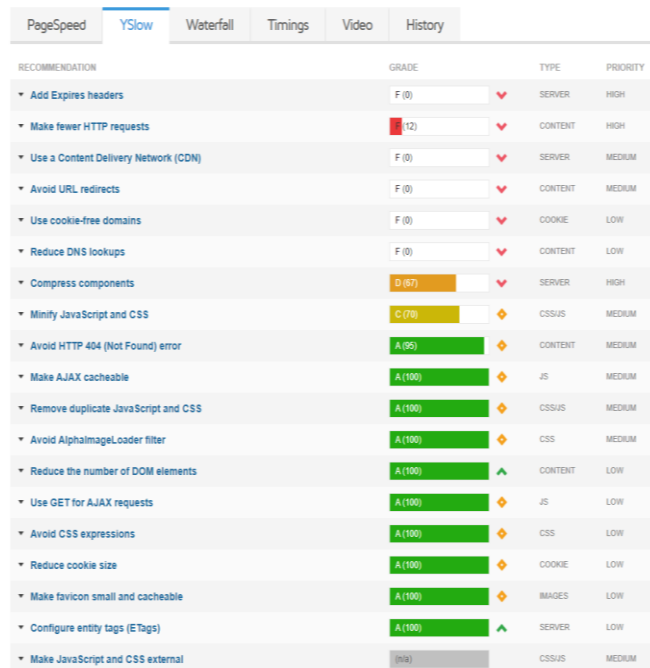 PageSpeed YSlow Waterfall Timings Video History
RECOMMENDATION GRADE TYPE PRIORITY
Add Expires headers F (0) SERVER HIGH
Make fewer HTTP requests F (12) CONTENT HIGH
Use a Content Delivery Network (CDN) F (0) SERVER MEDIUM
Avoid URL redirects F (0) CONTENT MEDIUM
Use cookie-free domains F (0) COOKIE LOW
Reduce DNS lookups F (0) CONTENT LOW
Compress components D (67) SERVER HIGH
Minify JavaScript and CSS C (70) CSS/JS MEDIUM
Avoid HTTP 404 (Not Found) error A (95) CONTENT MEDIUM
Make AJAX cacheable A (100) JS MEDIUM
Remove duplicate JavaScript and CSS A (100) CSS/JS MEDIUM
Avoid AlphaImageLoader filter A (100) CSS MEDIUM
Reduce the number of DOM elements A (100) CONTENT LOW
Use GET for AJAX requests A (100) JS LOW
Avoid CSS expressions A (100) CSS LOW
Reduce cookie size A (100) COOKIE LOW
Make favicon small and cacheable A (100) IMAGES LOW
Configure entity tags (ETags) A (100) SERVER LOW
Make JavaScript and CSS external (n/a) CSS/JS MEDIUM